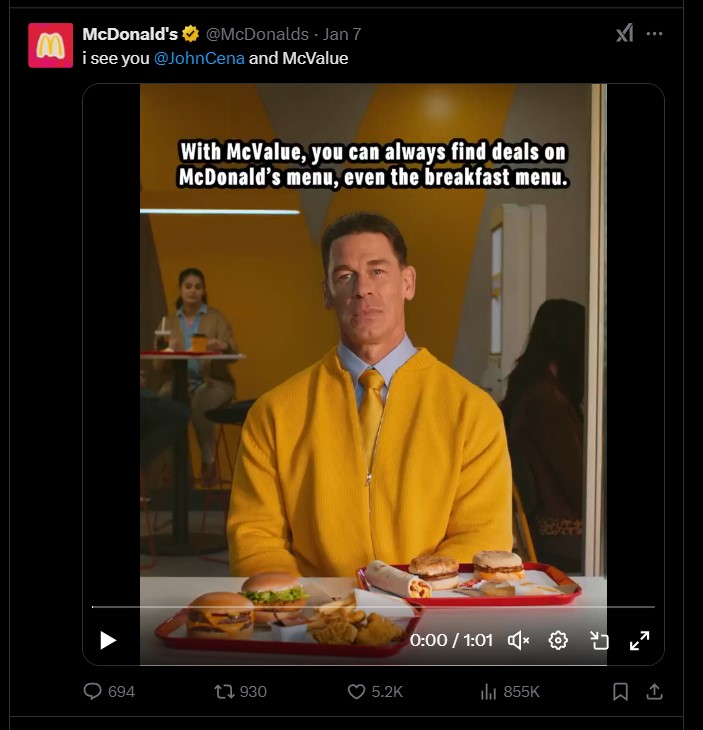 McDonald's @McDonalds · Jan 7
i see you @JohnCena and McValue
With McValue, you can always find deals on
McDonald's menu, even the breakfast menu.
0:00 / 1:01
694 930 5.2K 855K